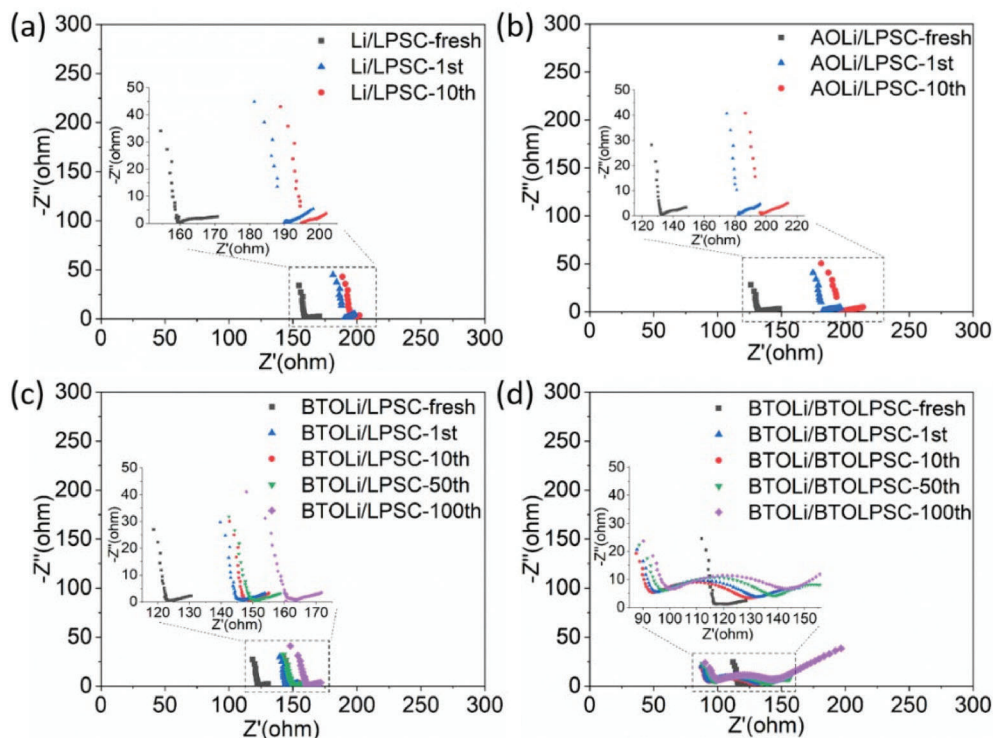 (a)
300
250
200
150
100
50
0
-Z''(ohm)
0 50 100 150 200 250 300
Z'(ohm)
Li/LPSC-fresh
Li/LPSC-1st
Li/LPSC-10th
50
40
30
20
10
0
-Z''(ohm)
160 170 180 190 200
Z'(ohm)
(b)
300
250
200
150
100
50
0
-Z''(ohm)
0 50 100 150 200 250 300
Z'(ohm)
AOLi/LPSC-fresh
AOLi/LPSC-1st
AOLi/LPSC-10th
50
40
30
20
10
0
-Z''(ohm)
120 140 160 180 200 220
Z'(ohm)
(c)
300
250
200
150
100
50
0
-Z''(ohm)
0 50 100 150 200 250 300
Z'(ohm)
BTOLi/LPSC-fresh
BTOLi/LPSC-1st
BTOLi/LPSC-10th
BTOLi/LPSC-50th
BTOLi/LPSC-100th
50
40
30
20
10
0
-Z''(ohm)
120 130 140 150 160 170
Z'(ohm)
(d)
300
250
200
150
100
50
0
-Z''(ohm)
0 50 100 150 200 250 300
Z'(ohm)
BTOLi/BTOLPSC-fresh
BTOLi/BTOLPSC-1st
BTOLi/BTOLPSC-10th
BTOLi/BTOLPSC-50th
BTOLi/BTOLPSC-100th
50
40
30
20
10
0
-Z''(ohm)
90 100 110 120 130 140 150
Z'(ohm)